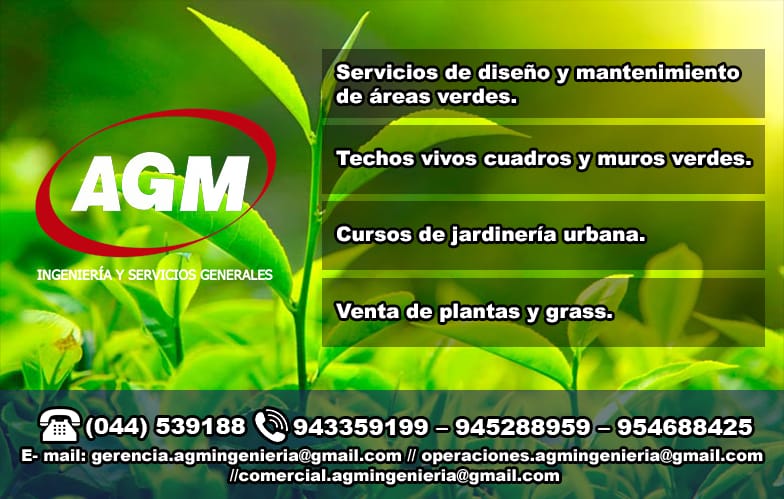 AGM
INGENIERÍA Y SERVICIOS GENERALES
Servicios de diseño y mantenimiento
de áreas verdes.
Techos vivos cuadros y muros verdes.
Cursos de jardinería urbana.
Venta de plantas y grass.
(044) 539188 943359199 – 945288959 – 954688425
E- mail: gerencia.agmingenieria@gmail.com // operaciones.agmingenieria@gmail.com
//comercial.agmingenieria@gmail.com